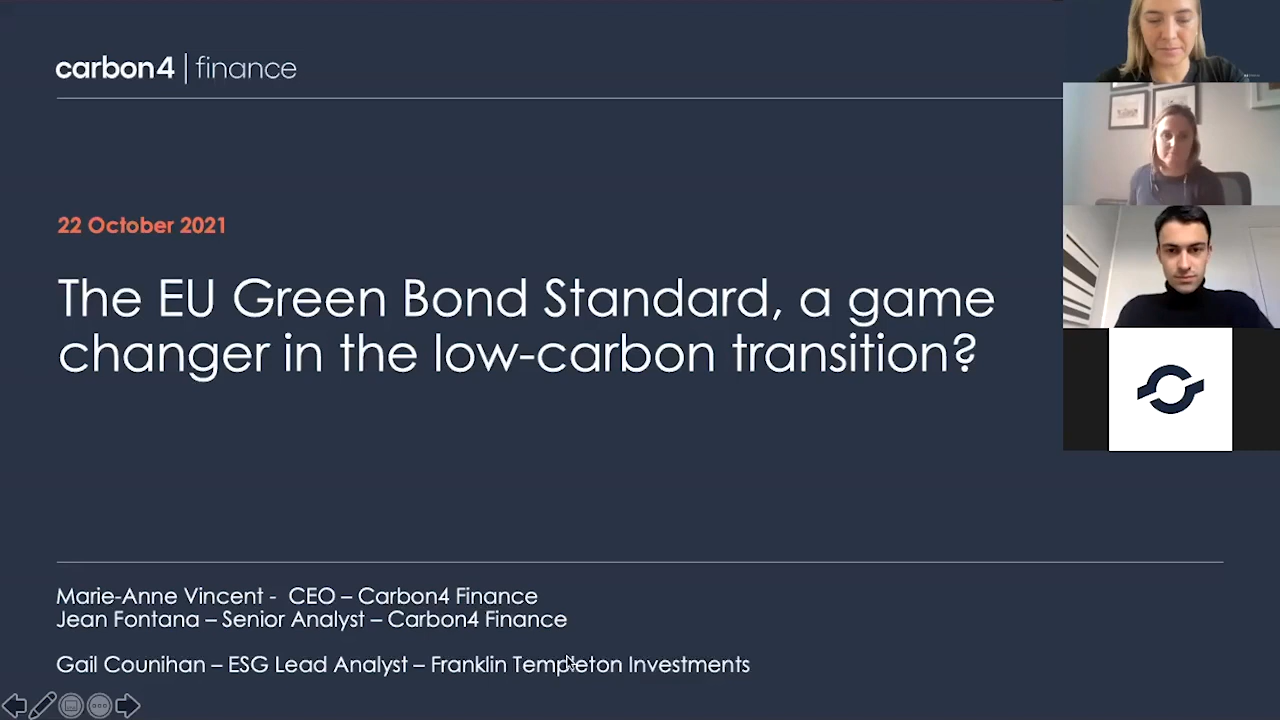 carbon4 | finance
22 October 2021
The EU Green Bond Standard, a game
changer in the low-carbon transition?
Marie-Anne Vincent - CEO – Carbon4 Finance
Jean Fontana – Senior Analyst – Carbon4 Finance
Gail Counihan – ESG Lead Analyst – Franklin Templeton Investments